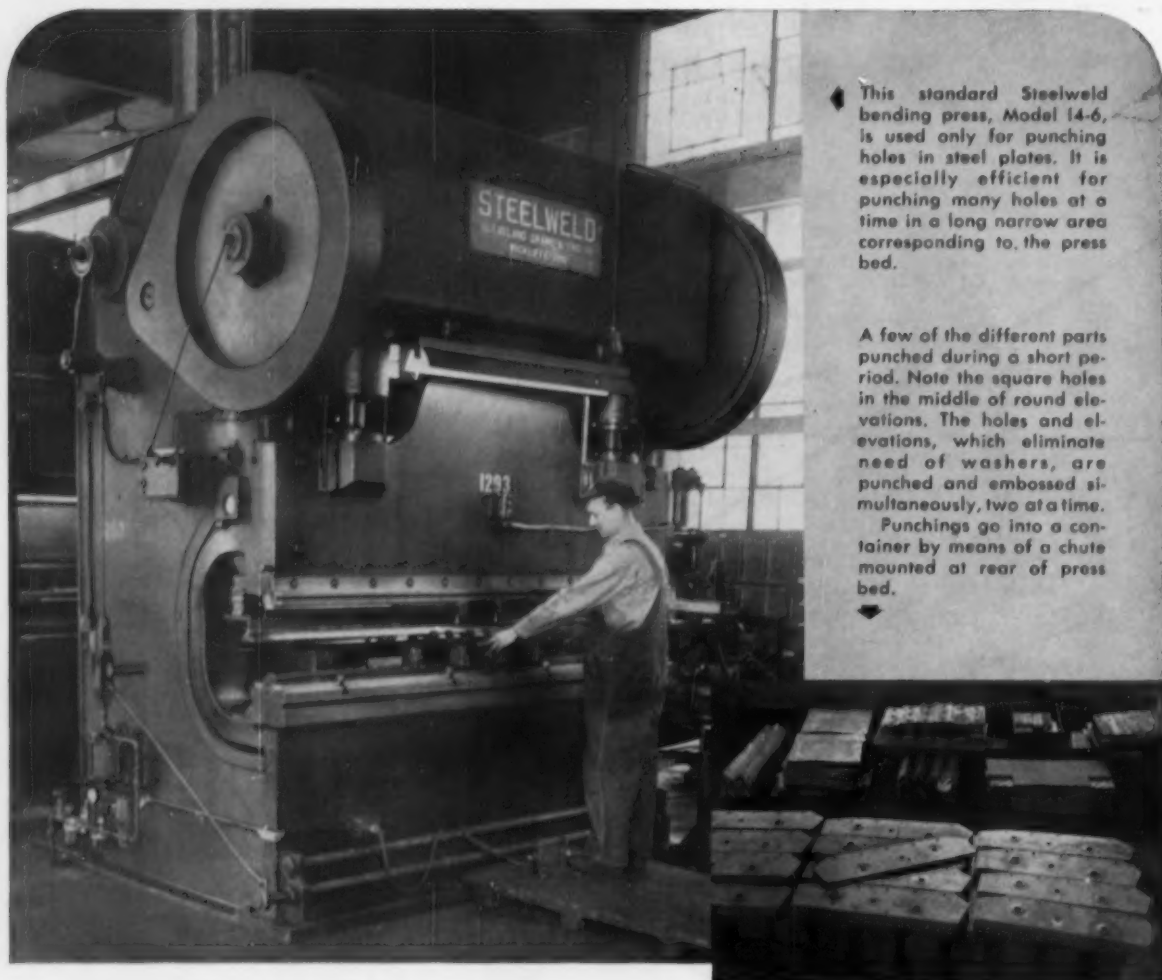 STEELWELD
1293
This standard Steelweld
bending press, Model 14-6,
is used only for punching
holes in steel plates. It is
especially efficient for
punching many holes at a
time in a long narrow area
corresponding to, the press
bed.
A few of the different parts
punched during a short pe-
riod. Note the square holes
in the middle of round ele-
vations. The holes and el-
evations, which eliminate
need of washers, are
punched and embossed si-
multaneously, two at a time.
Punchings go into a con-
tainer by means of a chute
mounted at rear of press
bed.